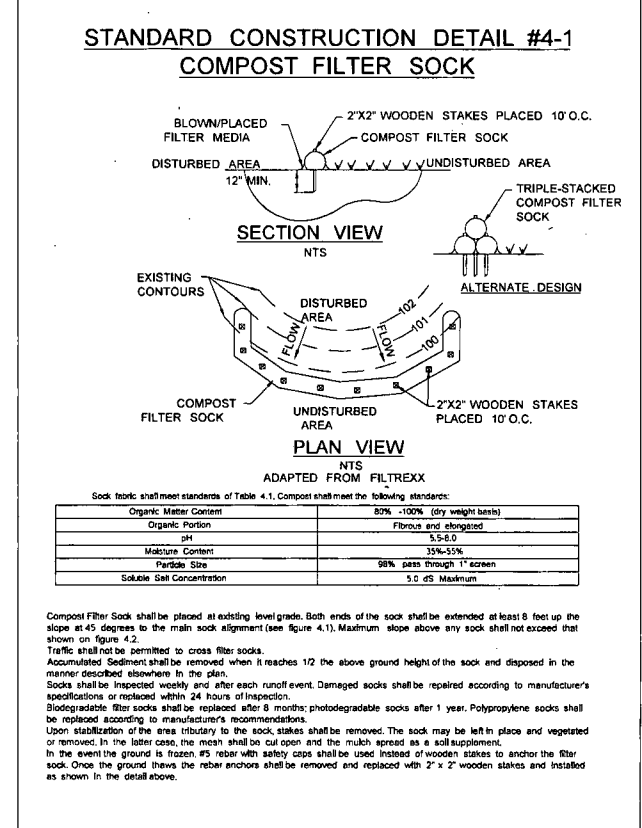 STANDARD CONSTRUCTION DETAIL #4-1
COMPOST FILTER SOCK
2"X2" WOODEN STAKES PLACED 10' O.C.
BLOWN/PLACED
FILTER MEDIA
COMPOST FILTER SOCK
DISTURBED AREA
UNDISTURBED AREA
12" MIN.
TRIPLE-STACKED
COMPOST FILTER
SOCK
SECTION VIEW
NTS
ALTERNATE DESIGN
EXISTING
CONTOURS
DISTURBED
AREA
102
101
100
FLOW
FLOW
COMPOST
FILTER SOCK
UNDISTURBED
AREA
2"X2" WOODEN STAKES
PLACED 10' O.C.
PLAN VIEW
NTS
ADAPTED FROM FILTREXX
Sock fabric shall meet standards of Table 4.1. Compost shall meet the following standards:
Organic Matter Content 80% -100% (dry weight basis)
Organic Portion Fibrous and elongated
pH 5.5-8.0
Moisture Content 35%-55%
Particle Size 98% pass through 1" screen
Soluble Salt Concentration 5.0 dS Maximum
Compost Filter Sock shall be placed at existing level grade. Both ends of the sock shall be extended at least 8 feet up the
slope at 45 degrees to the main sock alignment (see figure 4.1). Maximum slope above any sock shall not exceed that
shown on figure 4.2.
Traffic shall not be permitted to cross filter socks.
Accumulated Sediment shall be removed when it reaches 1/2 the above ground height of the sock and disposed in the
manner described elsewhere in the plan.
Socks shall be inspected weekly and after each runoff event. Damaged socks shall be repaired according to manufacturer's
specifications or replaced within 24 hours of inspection.
Biodegradable filter socks shall be replaced after 8 months; photodegradable socks after 1 year. Polypropylene socks shall
be replaced according to manufacturer's recommendations.
Upon stabilization of the area tributary to the sock, stakes shall be removed. The sock may be left in place and vegetated
or removed. In the latter case, the mesh shall be cut open and the mulch spread as a soil supplement.
In the event the ground is frozen, #5 rebar with safety caps shall be used instead of wooden stakes to anchor the filter
sock. Once the ground thaws the rebar anchors shall be removed and replaced with 2" x 2" wooden stakes and installed
as shown in the detail above.